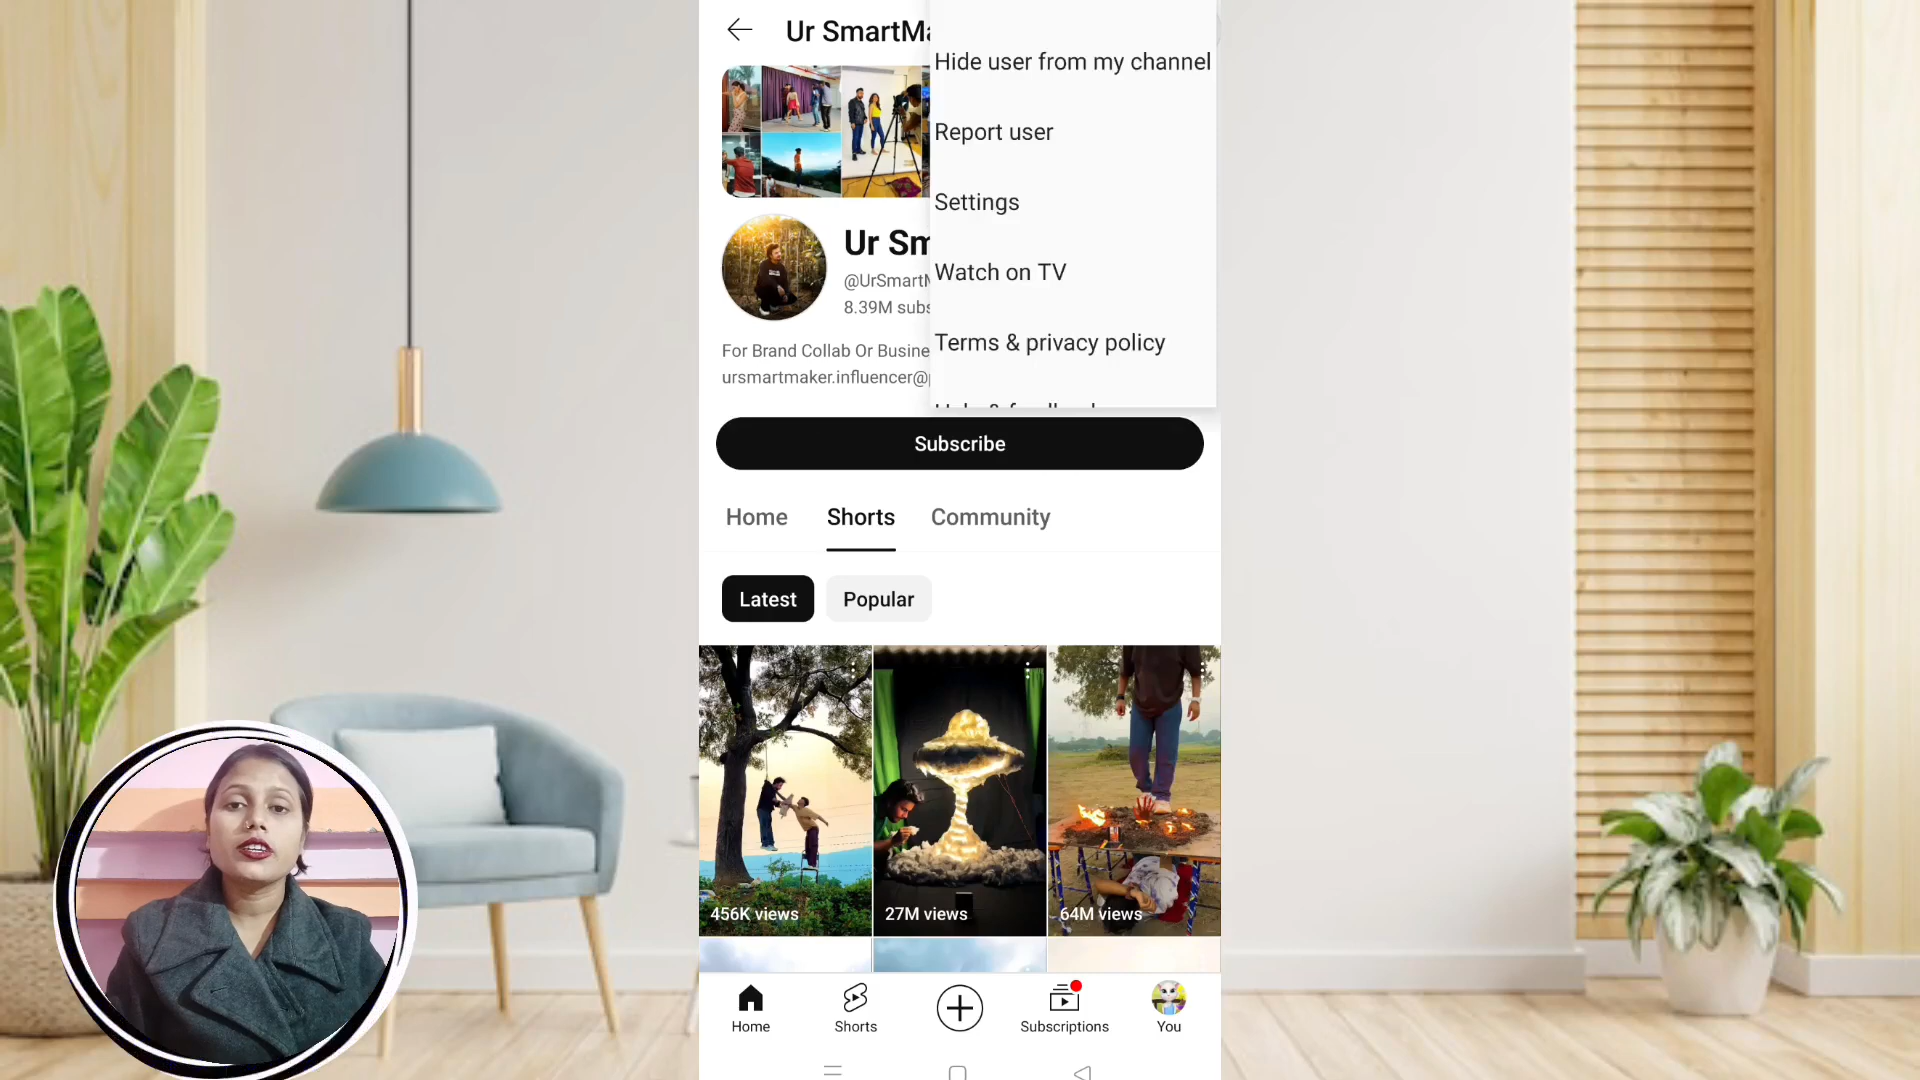 Ur SmartMa
Hide user from my channel
Report user
Settings
Watch on TV
Terms & privacy policy
Ur Sm
@UrSmartM
8.39M subs
For Brand Collab Or Busine
ursmartmaker.influencer@
Subscribe
Home Shorts Community
Latest Popular
456K views 27M views 64M views
Home Shorts Subscriptions You